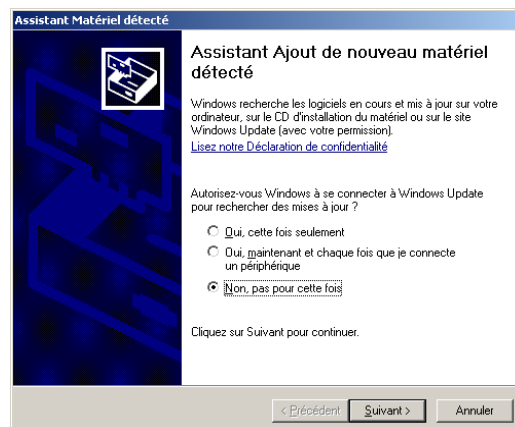 Assistant Matériel détecté
Assistant Ajout de nouveau matériel
détecté
Windows recherche les logiciels en cours et mis à jour sur votre
ordinateur, sur le CD d'installation du matériel ou sur le site
Windows Update (avec votre permission).
Lisez notre Déclaration de confidentialité
Autorisez-vous Windows à se connecter à Windows Update
pour rechercher des mises à jour ?
Oui, cette fois seulement
Oui, maintenant et chaque fois que je connecte
un périphérique
Non, pas pour cette fois
Cliquez sur Suivant pour continuer.
< Précédent Suivant > Annuler